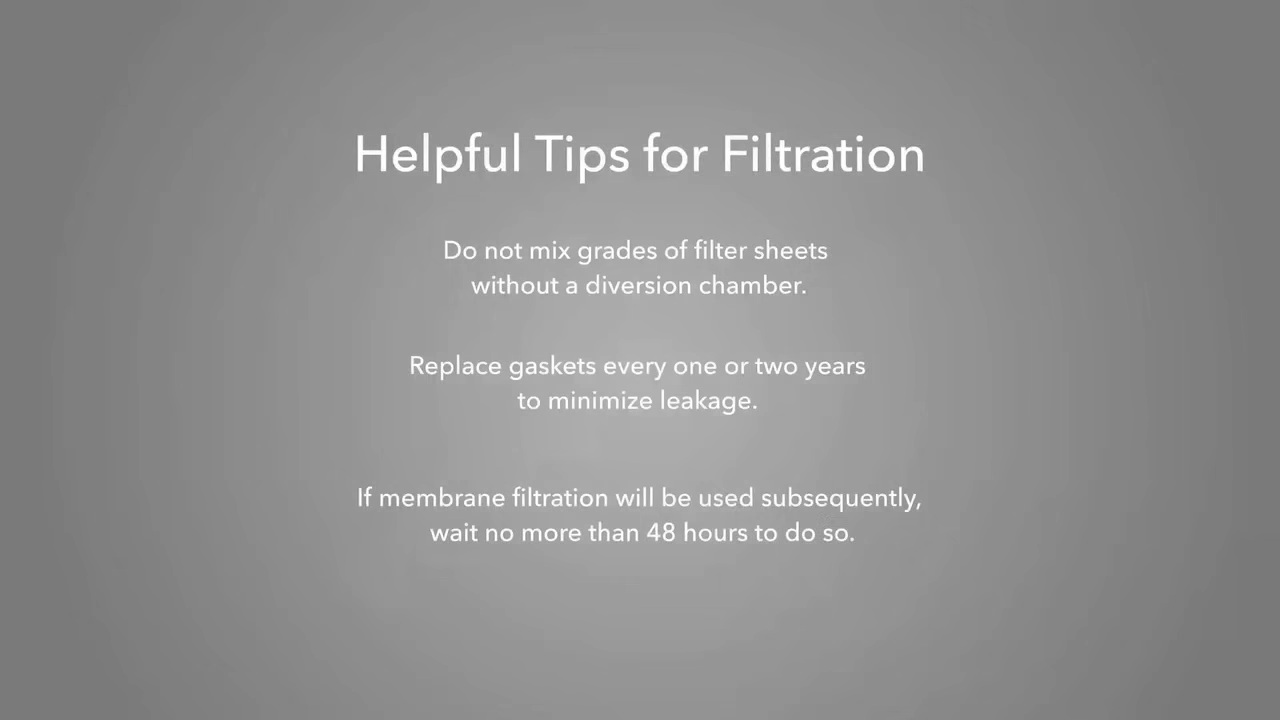 Helpful Tips for Filtration
Do not mix grades of filter sheets
without a diversion chamber.
Replace gaskets every one or two years
to minimize leakage.
If membrane filtration will be used subsequently,
wait no more than 48 hours to do so.